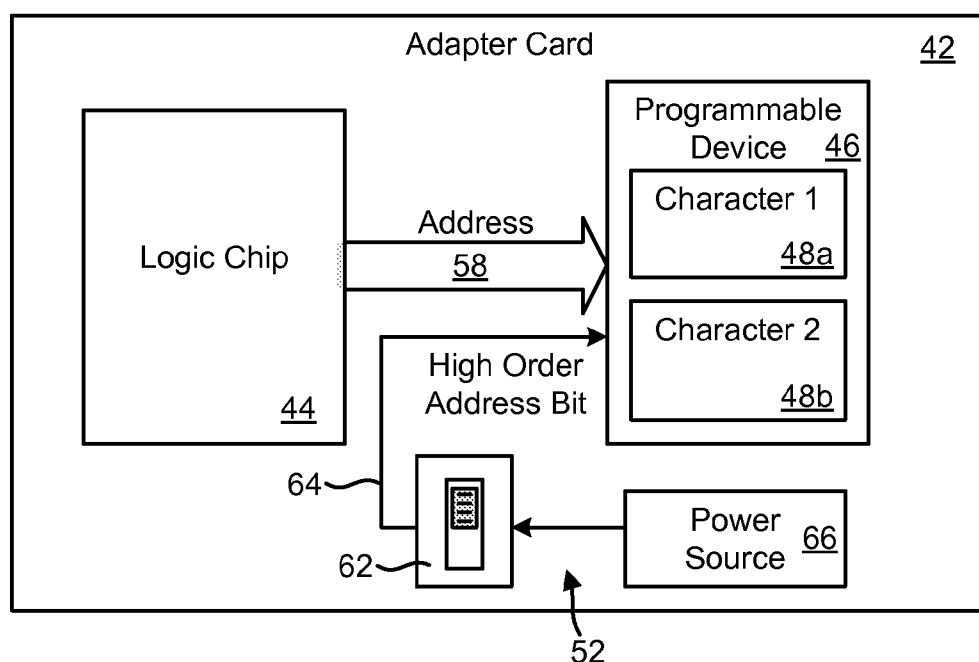 Adapter Card
42
Programmable
Device
46
Character 1
48a
Character 2
48b
Logic Chip
44
Address
58
High Order
Address Bit
64
62
Power
Source
66
52